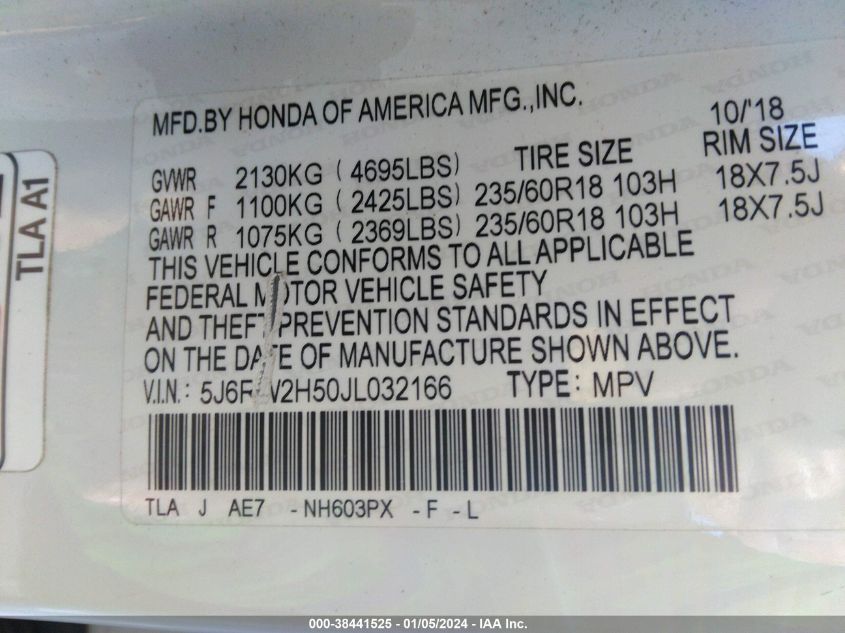 TLA A1
MFD.BY HONDA OF AMERICA MFG.,INC.
10/'18
GVWR 2130KG ( 4695LBS) TIRE SIZE RIM SIZE
GAWR F 1100KG ( 2425LBS) 235/60R18 103H 18X7.5J
GAWR R 1075KG ( 2369LBS) 235/60R18 103H 18X7.5J
THIS VEHICLE CONFORMS TO ALL APPLICABLE
FEDERAL MOTOR VEHICLE SAFETY
AND THEFT PREVENTION STANDARDS IN EFFECT
ON THE DATE OF MANUFACTURE SHOWN ABOVE.
V.I.N.: 5J6RW2H50JL032166 TYPE: MPV
TLA J AE7 -NH603PX -F -L
000-38441525 - 01/05/2024 - IAA Inc.